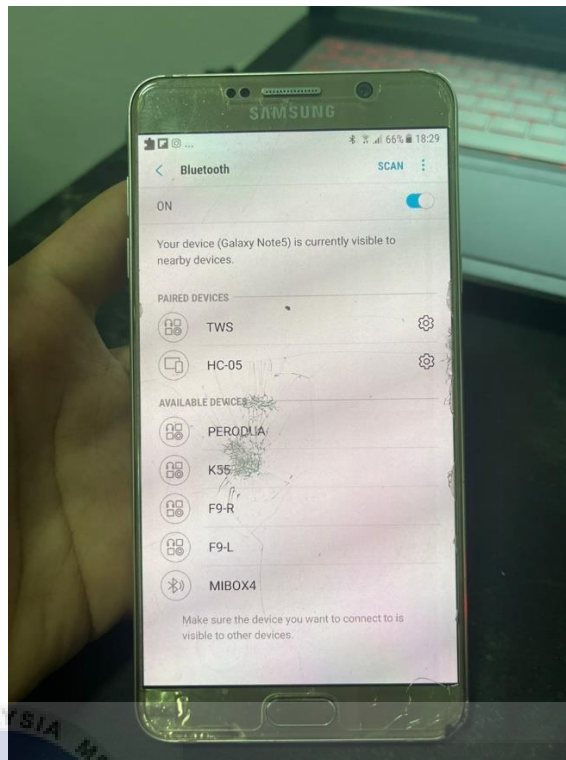 SAMSUNG
... 66% 18:29
Bluetooth SCAN
ON
Your device (Galaxy Note5) is currently visible to
nearby devices.
PAIRED DEVICES
TWS
HC-05
AVAILABLE DEVICES
PERODUA
K55
F9-R
F9-L
MIBOX4
Make sure the device you want to connect to is
visible to other devices.
YSIA